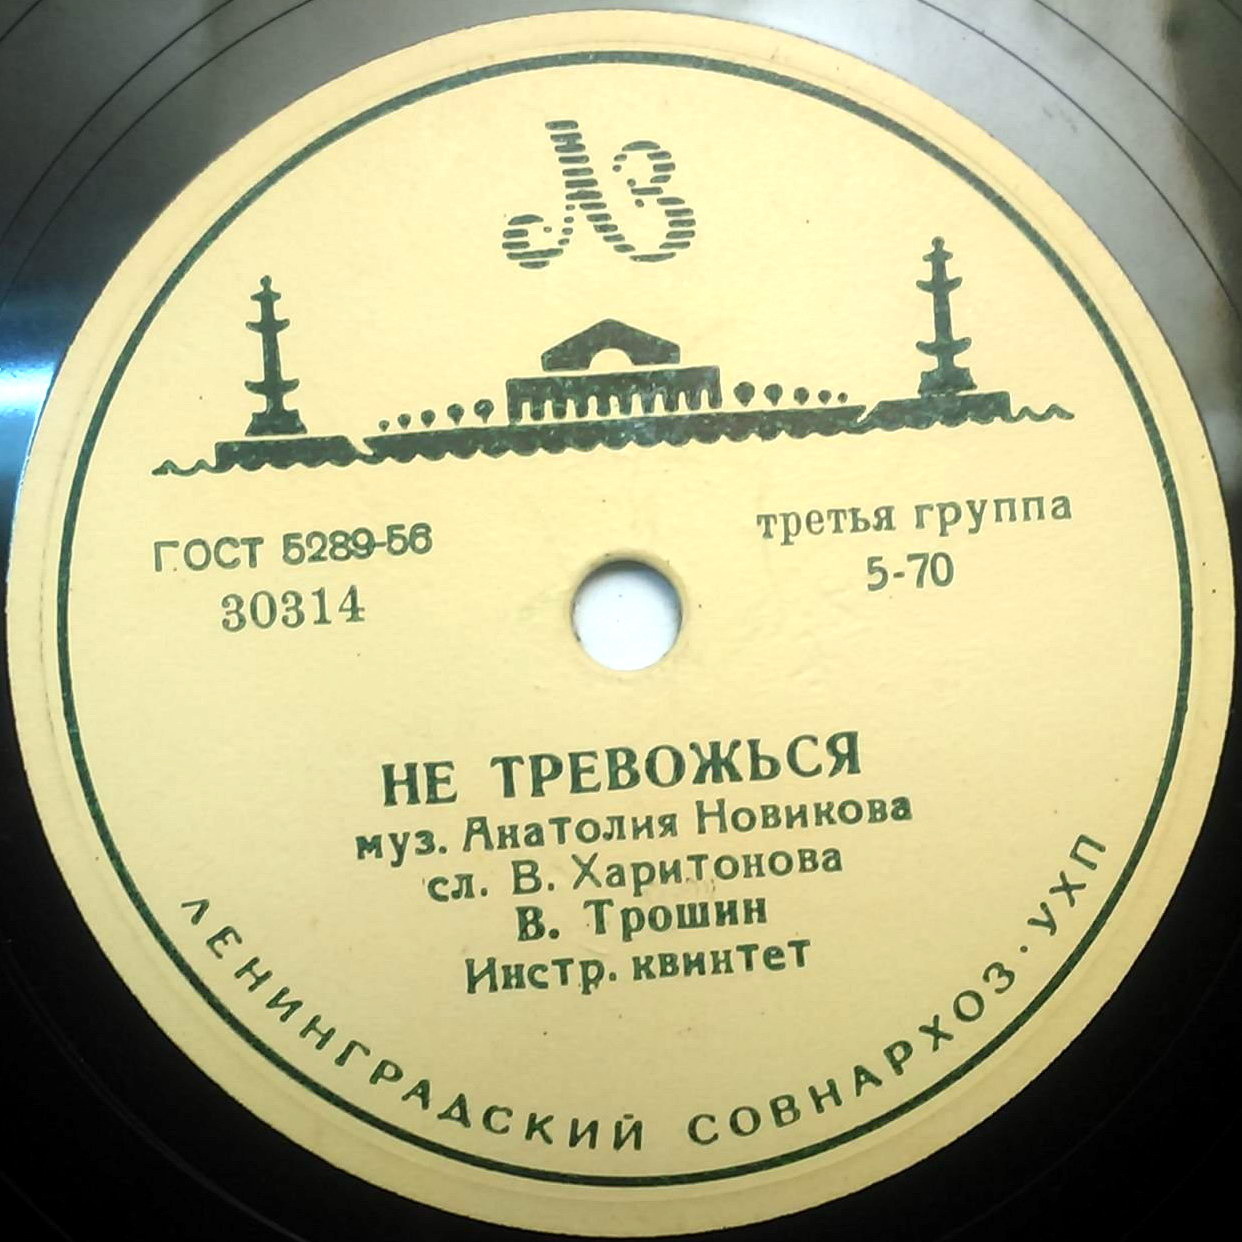 ЛЗ
ГОСТ 5289-56
30314
третья группа
5-70
НЕ ТРЕВОЖЬСЯ
муз. Анатолия Новикова
сл. В. Харитонова
В. Трошин
Инстр. квинтет
ЛЕНИНГРАДСКИЙ СОВНАРХОЗ · УХП